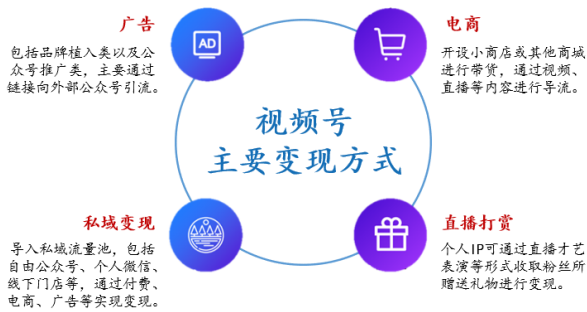 广告
包括品牌植入类以及公
众号推广类，主要通过
链接向外部公众号引流。
AD
电商
开设小商店或其他商城
进行带货，通过视频、
直播等内容进行导流。
视频号
主要变现方式
私域变现
导入私域流量池，包括
自由公众号、个人微信、
线下门店等，通过付费、
电商、广告等实现变现。
直播打赏
个人IP可通过直播才艺
表演等形式收取粉丝所
赠送礼物进行变现。